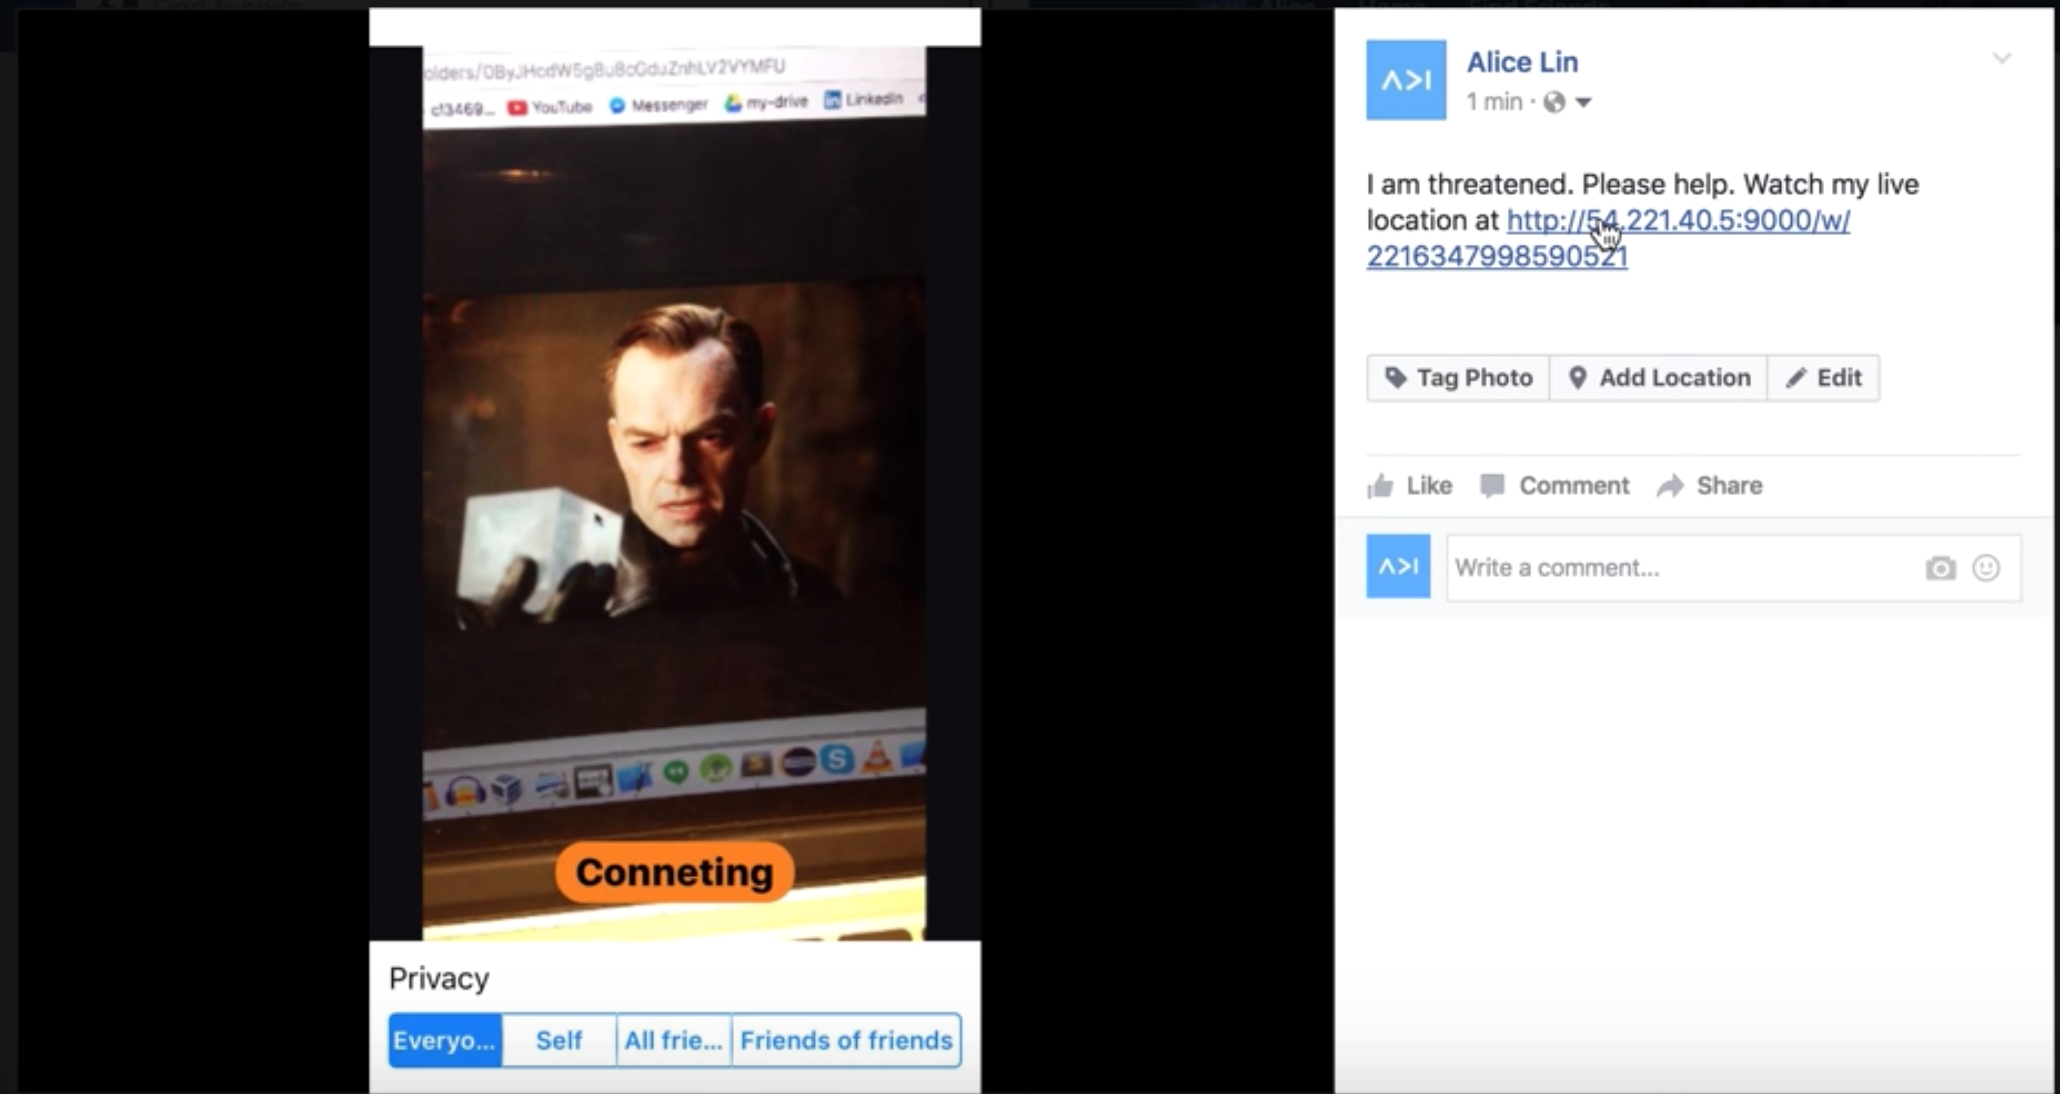 olders/0ByJHcdW5g8u8cGduZnhLV2VYMFU
cf3469... YouTube Messenger my-drive LinkedIn
Conneting
Privacy
Everyo... Self All frie... Friends of friends
Alice Lin
1 min ·
I am threatened. Please help. Watch my live
location at http://54.221.40.5:9000/w/
2216347998590521
Tag Photo Add Location Edit
Like Comment Share
Write a comment...